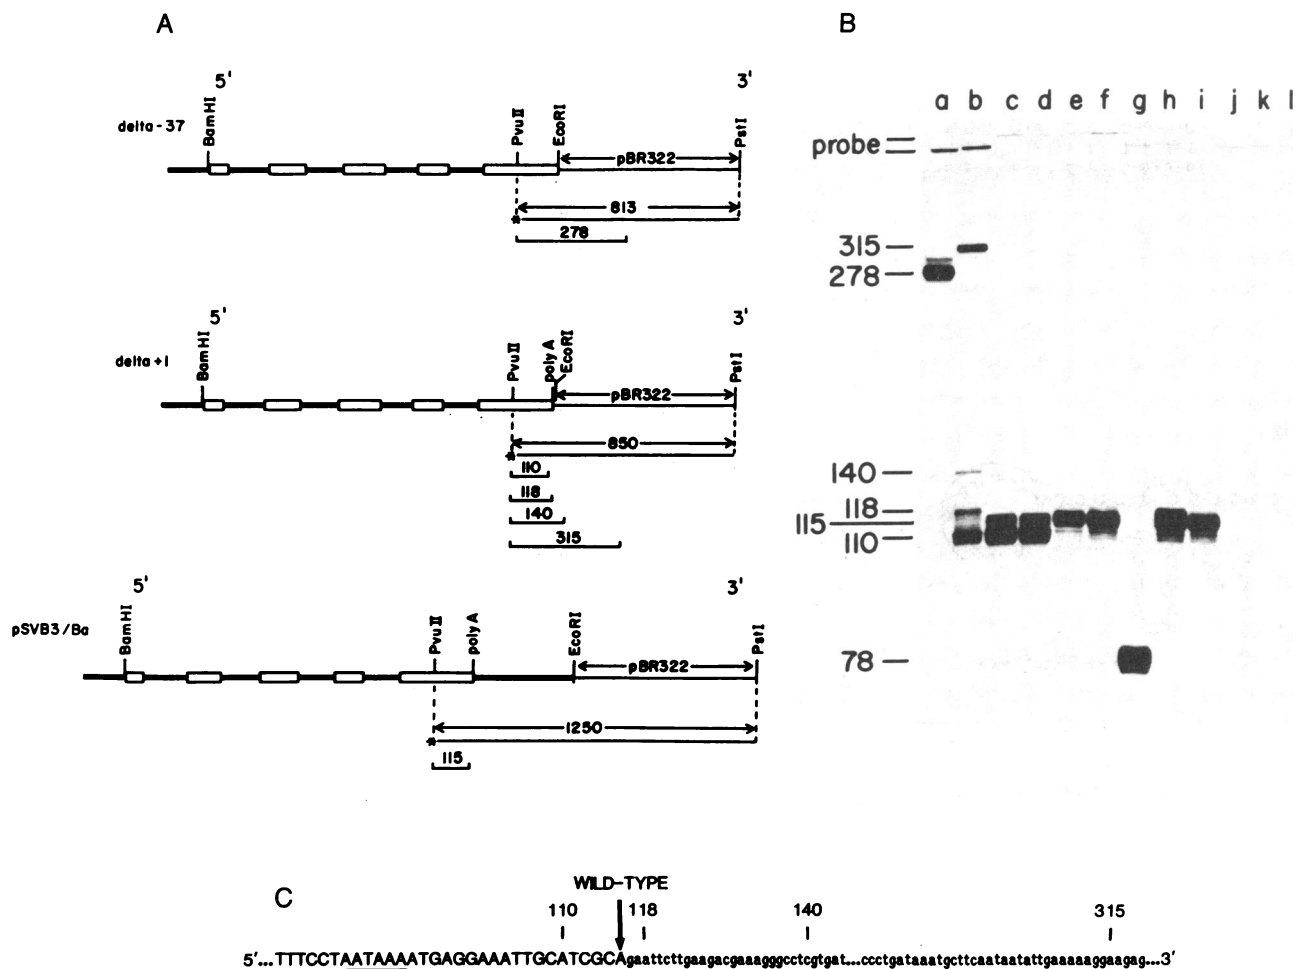 A
5'
3'
delta - 37
BamHI
PvuII
EcoRI
PstI
pBR322
813
*
278
5'
3'
delta +1
BamHI
PvuII
poly A
EcoRI
PstI
pBR322
850
*
110
118
140
315
5'
3'
pSVB3/Ba
BamHI
PvuII
poly A
EcoRI
PstI
pBR322
1250
*
115
B
a b c d e f g h i j k l
probe
315
278
140
118
115
110
78
C
WILD-TYPE
110 118 140 315
5'...TTTCCTAATAAAATGAGGAAATTGCATCGCAgaattcttgaagacgaaagggcctcgtgat...ccctgataaatgcttcaataatattgaaaaaggaagag...3'